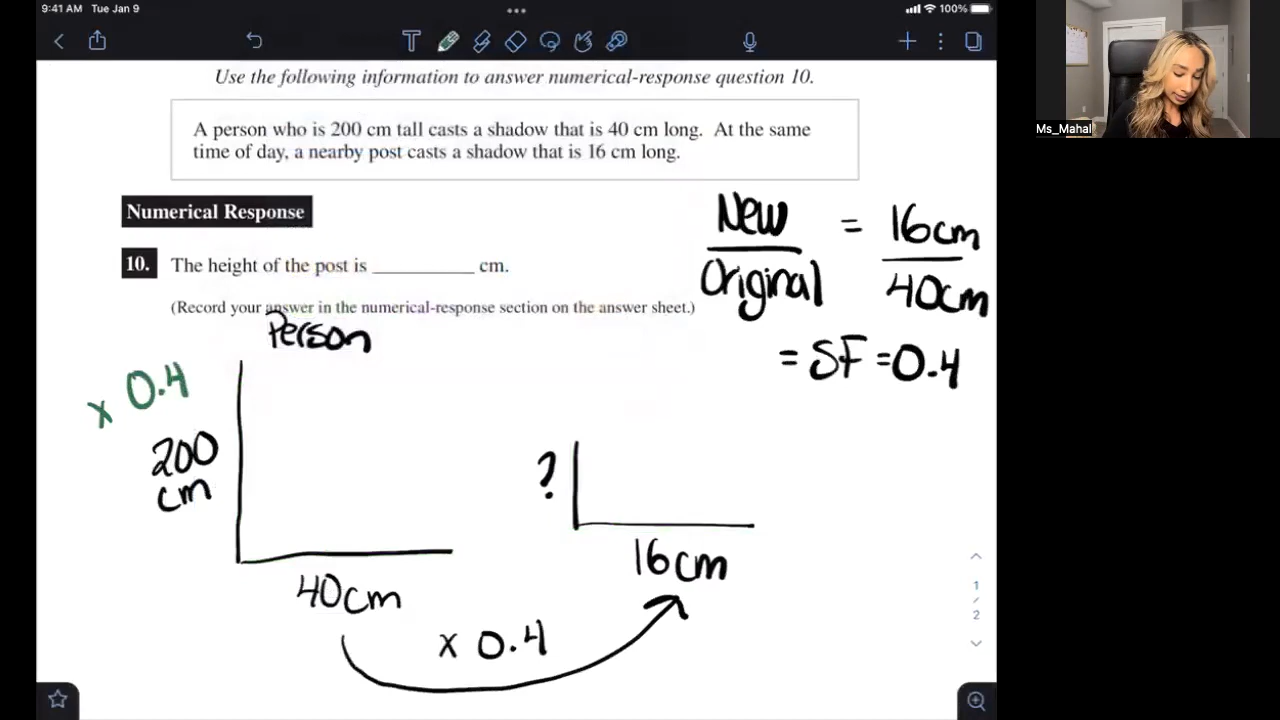 9:41 AM Tue Jan 9
100%
Use the following information to answer numerical-response question 10.
A person who is 200 cm tall casts a shadow that is 40 cm long. At the same
time of day, a nearby post casts a shadow that is 16 cm long.
Numerical Response
10. The height of the post is __________ cm.
(Record your answer in the numerical-response section on the answer sheet.)
New
Original
= 16cm
40cm
= SF = 0.4
Person
x 0.4
200
cm
40cm
?
16cm
x 0.4
1
/
2
Ms_Mahal